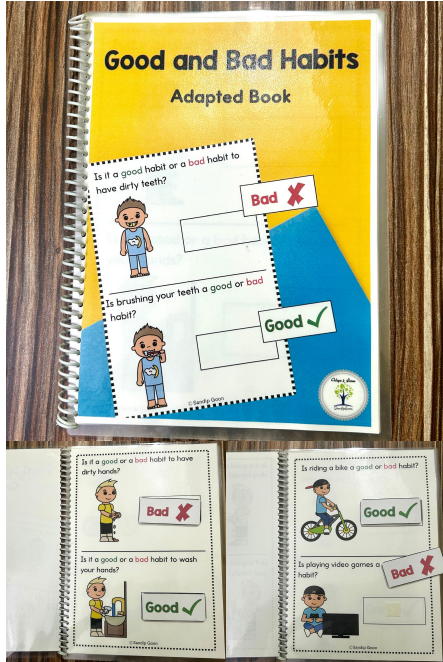 Good and Bad Habits
Adapted Book
Is it a good habit or a bad habit to
have dirty teeth?
Bad
Is brushing your teeth a good or bad
habit?
Good
© Sandip Goon
Is it a good or a bad habit to have
dirty hands?
Bad
Is it a good or a bad habit to wash
your hands?
Good
© Sandip Goon
Is riding a bike a good or bad habit?
Good
Is playing video games a
habit?
Bad
© Sandip Goon